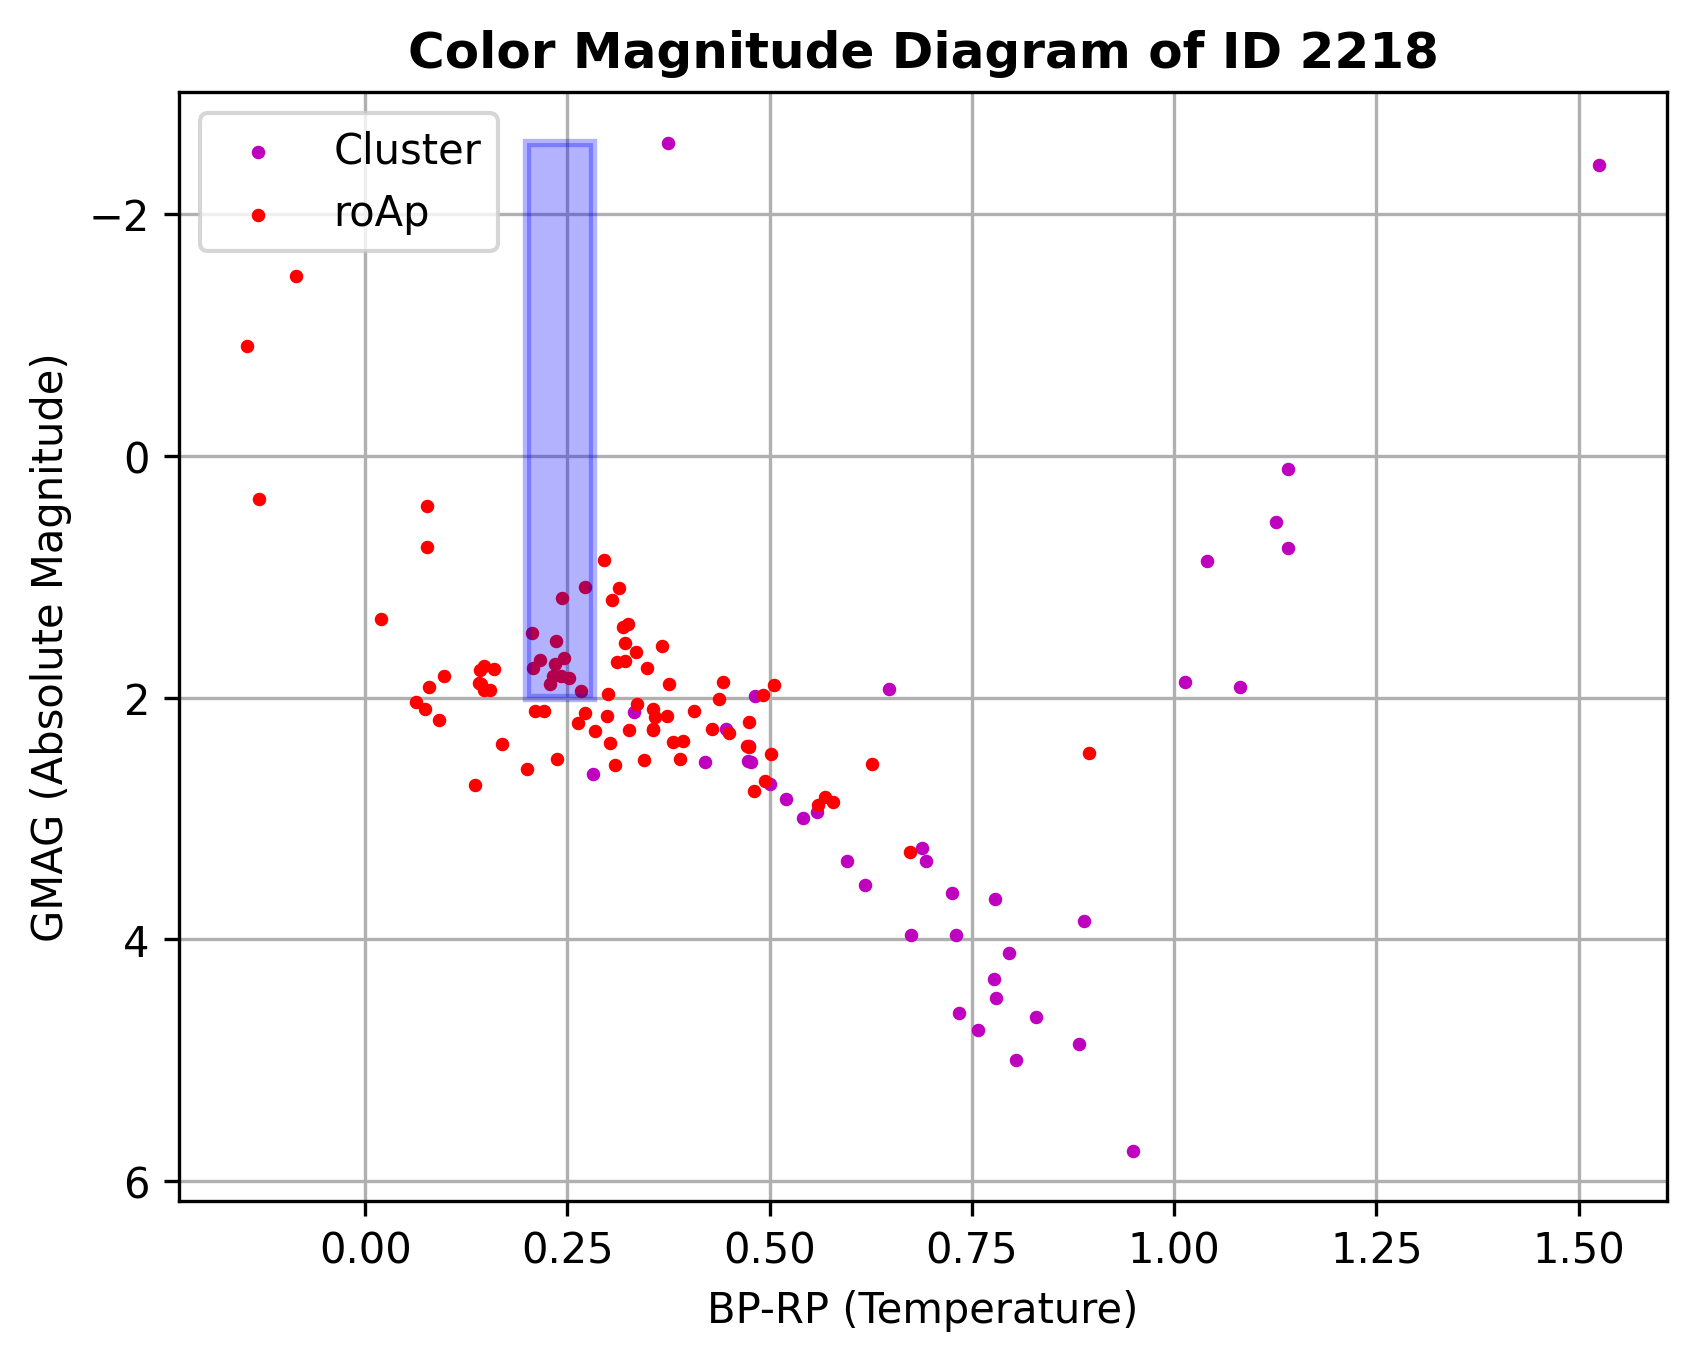 Color Magnitude Diagram of ID 2218
Cluster
roAp
GMAG (Absolute Magnitude)
−2
0
2
4
6
0.00 0.25 0.50 0.75 1.00 1.25 1.50
BP-RP (Temperature)